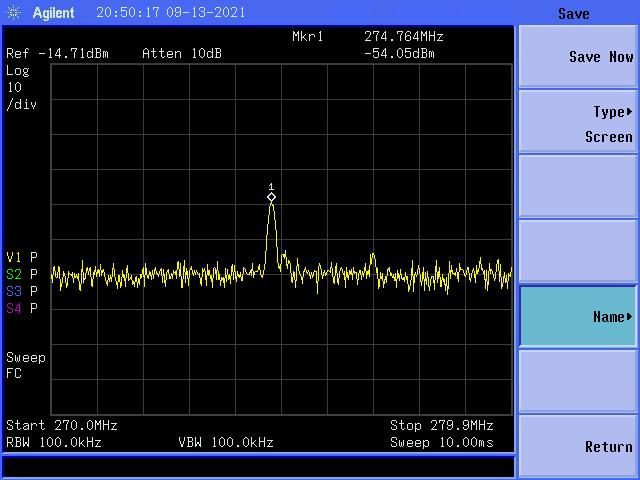 Agilent 20:50:17 09-13-2021 Save
Mkr1 274.764MHz
Ref -14.71dBm Atten 10dB -54.05dBm
Log
10
/div
1
V1 P
S2 P
S3 P
S4 P
Sweep
FC
Start 270.0MHz Stop 279.9MHz
RBW 100.0kHz VBW 100.0kHz Sweep 10.00ms
Save Now
Type
Screen
Name
Return